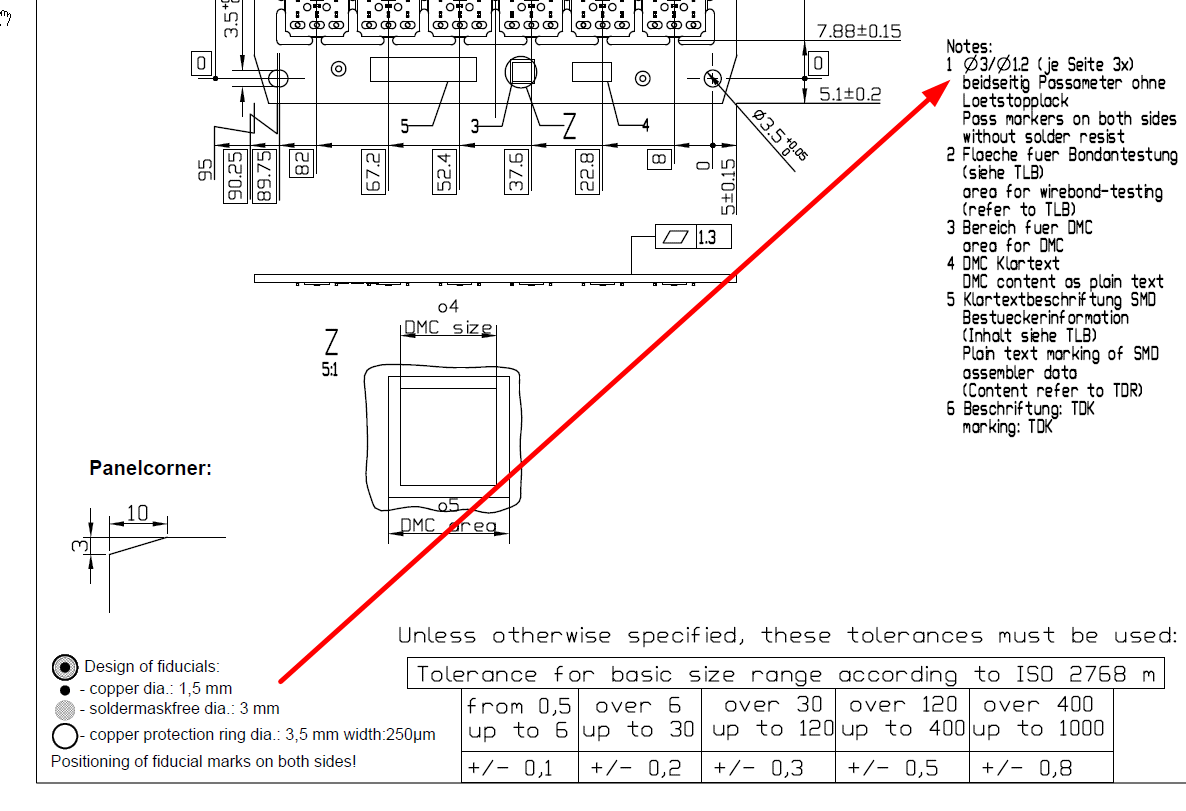 3.5±0
7.88±0.15
0
0
5.1±0.2
5
3
Z
4
Ø3.5 +0.05 0
95
90.25
89.75
82
67.2
52.4
37.6
22.8
8
0
5±0.15
1.3
Notes:
1 Ø3/Ø1.2 (je Seite 3x)
beidseitig Passameter ohne
Loetstopplack
Pass markers on both sides
without solder resist
2 Flaeche fuer Bondantestung
(siehe TLB)
area for wirebond-testing
(refer to TLB)
3 Bereich fuer DMC
area for DMC
4 DMC Klartext
DMC content as plain text
5 Klartextbeschriftung SMD
Bestueckerinformation
(Inhalt siehe TLB)
Plain text marking of SMD
assembler data
(Content refer to TDR)
6 Beschriftung: TDK
marking: TDK
Z
5:1
o4
DMC size
o5
DMC area
Panelcorner:
10
3
Design of fiducials:
- copper dia.: 1,5 mm
- soldermaskfree dia.: 3 mm
- copper protection ring dia.: 3,5 mm width:250µm
Positioning of fiducial marks on both sides!
Unless otherwise specified, these tolerances must be used:
Tolerance for basic size range according to ISO 2768 m
from 0,5 up to 6
over 6 up to 30
over 30 up to 120
over 120 up to 400
over 400 up to 1000
+/- 0,1
+/- 0,2
+/- 0,3
+/- 0,5
+/- 0,8